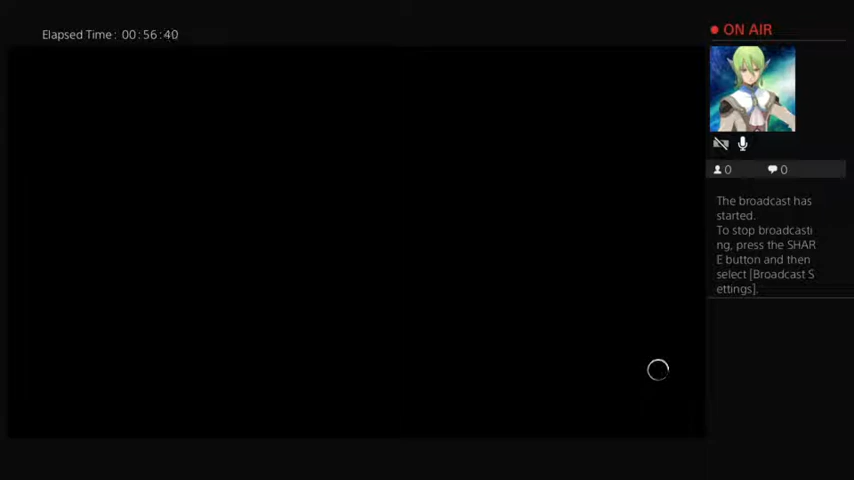 Elapsed Time: 00:56:40
ON AIR
0 0
The broadcast has
started.
To stop broadcasti
ng, press the SHAR
E button and then
select [Broadcast S
ettings].